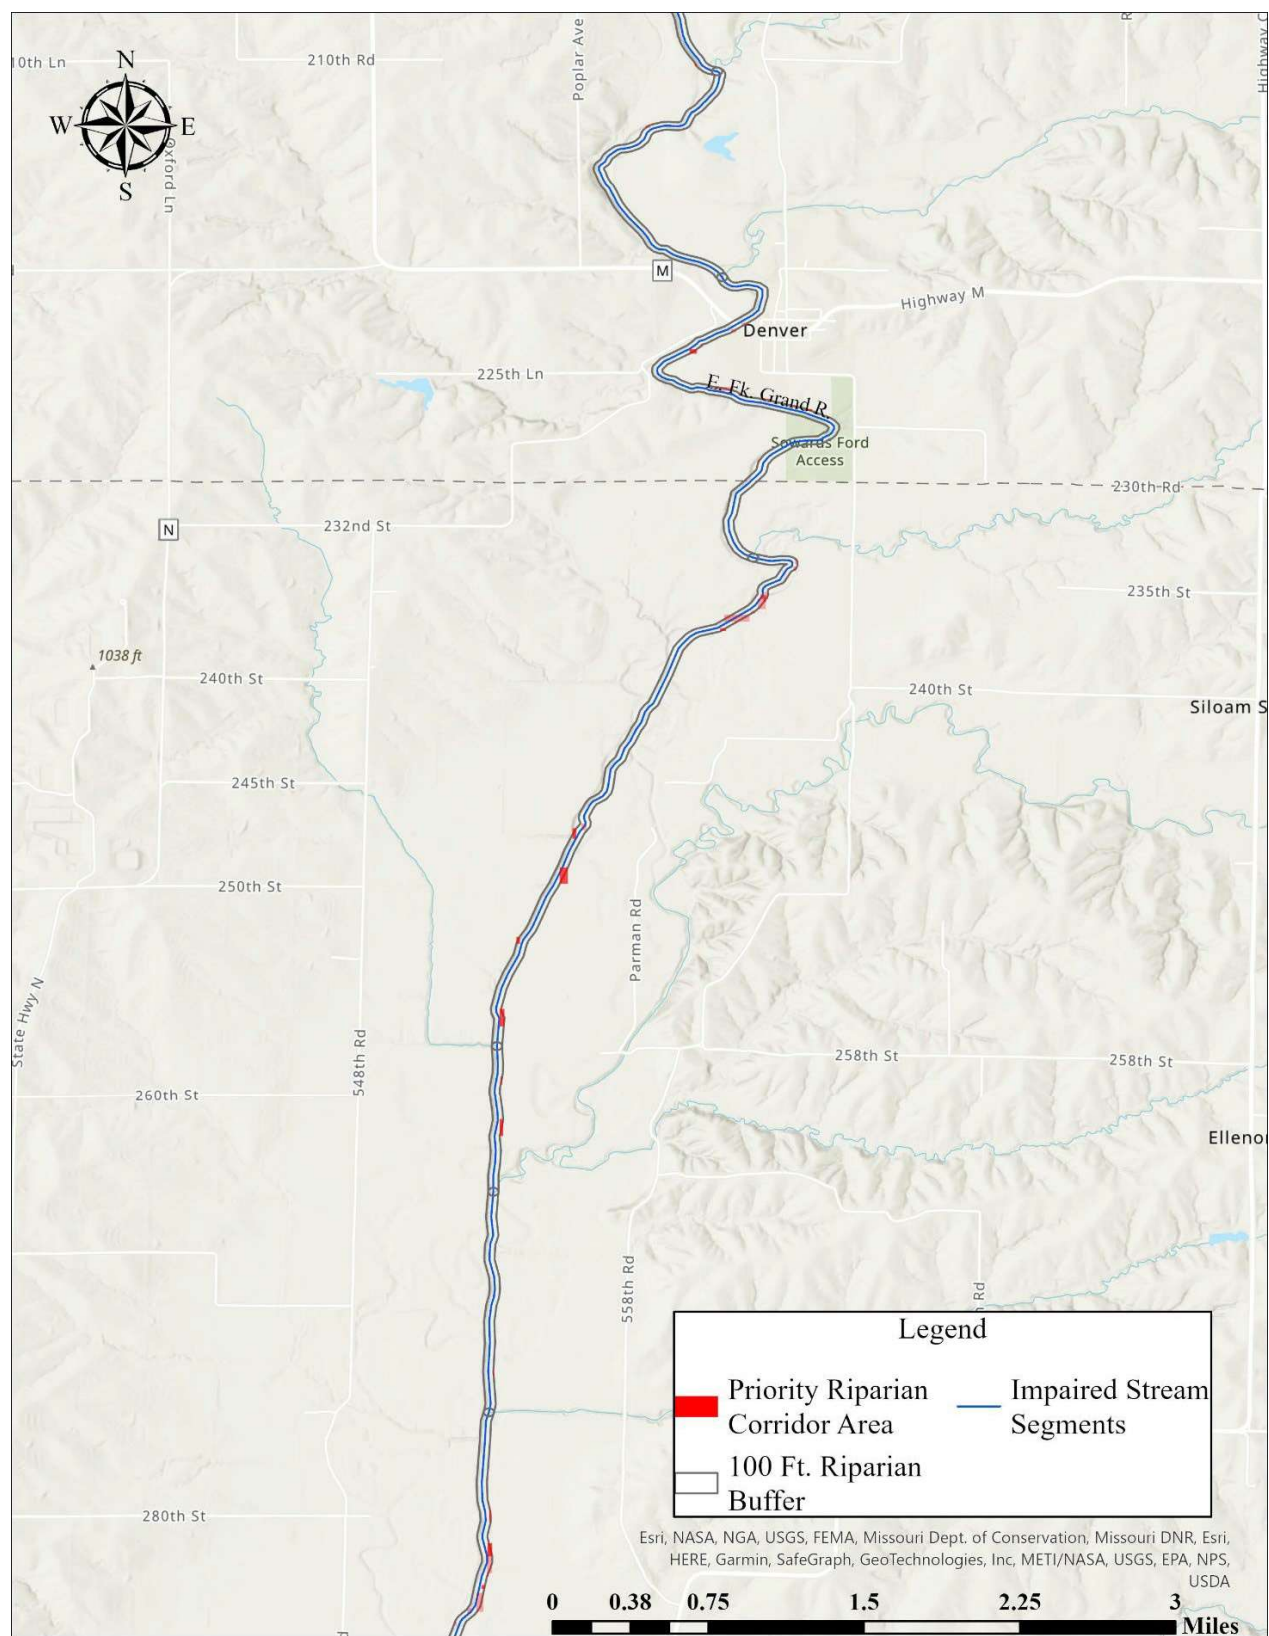 N
W
E
S
10th Ln
210th Rd
Poplar Ave
R
Highway C
Oxford Ln
M
Highway M
Denver
225th Ln
E. Fk. Grand R.
Sowards Ford
Access
230th Rd
N
232nd St
235th St
1038 ft
240th St
240th St
Siloam S
245th St
250th St
Parman Rd
State Hwy N
548th Rd
258th St
258th St
260th St
Elleno
558th Rd
Rd
280th St
Legend
Priority Riparian
Corridor Area
Impaired Stream
Segments
100 Ft. Riparian
Buffer
Esri, NASA, NGA, USGS, FEMA, Missouri Dept. of Conservation, Missouri DNR, Esri,
HERE, Garmin, SafeGraph, GeoTechnologies, Inc, METI/NASA, USGS, EPA, NPS,
USDA
0 0.38 0.75 1.5 2.25 3
Miles